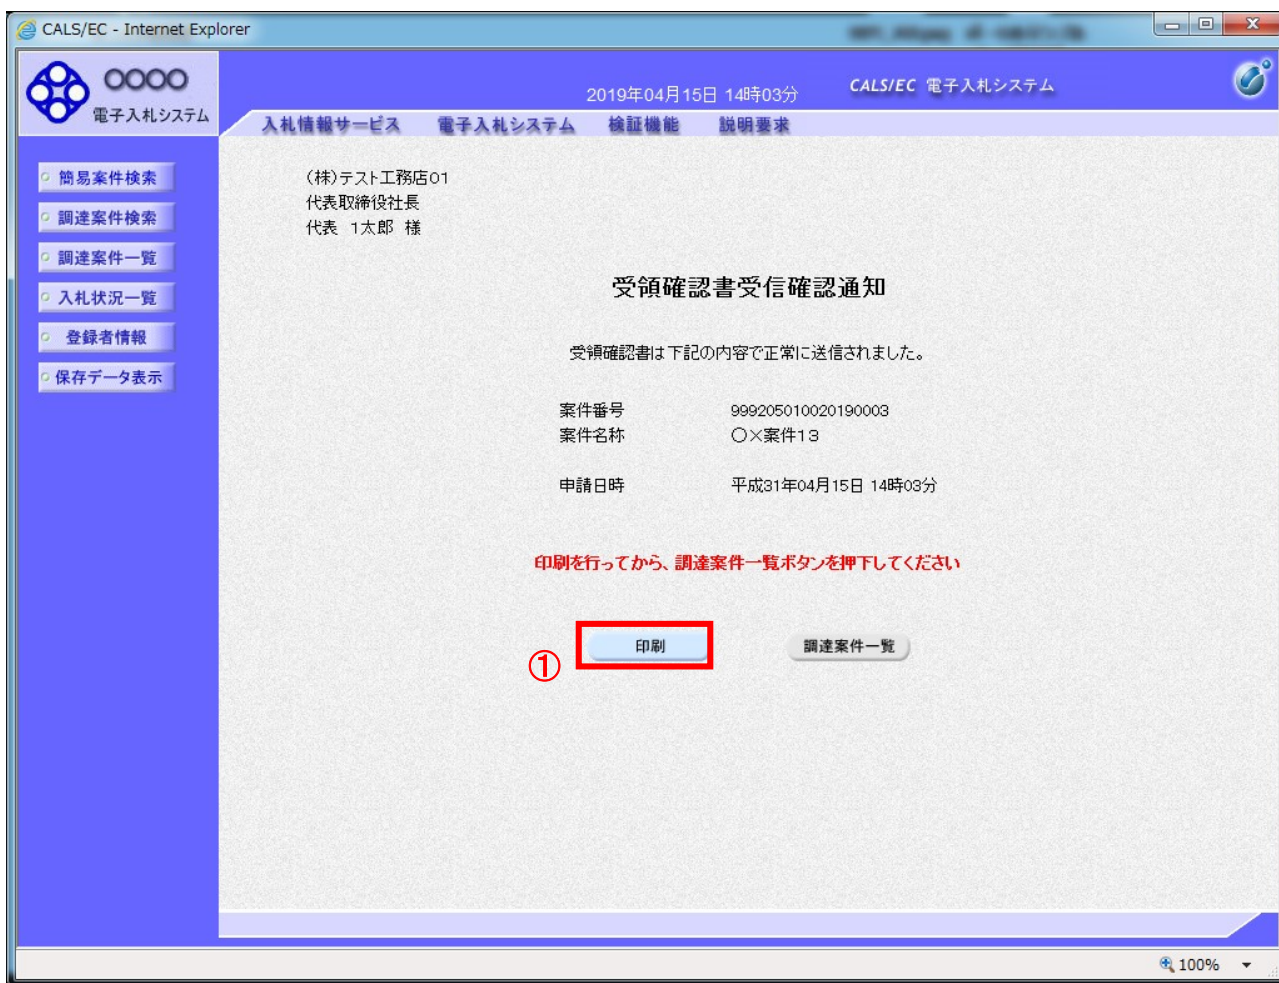 CALS/EC - Internet Explorer
〇〇〇〇
電子入札システム
2019年04月15日 14時03分
CALS/EC 電子入札システム
入札情報サービス 電子入札システム 検証機能 説明要求
簡易案件検索
調達案件検索
調達案件一覧
入札状況一覧
登録者情報
保存データ表示
(株)テスト工務店01
代表取締役社長
代表 1太郎 様
受領確認書受信確認通知
受領確認書は下記の内容で正常に送信されました。
案件番号 999205010020190003
案件名称 〇×案件13
申請日時 平成31年04月15日 14時03分
印刷を行ってから、調達案件一覧ボタンを押下してください
① 印刷 調達案件一覧
100%